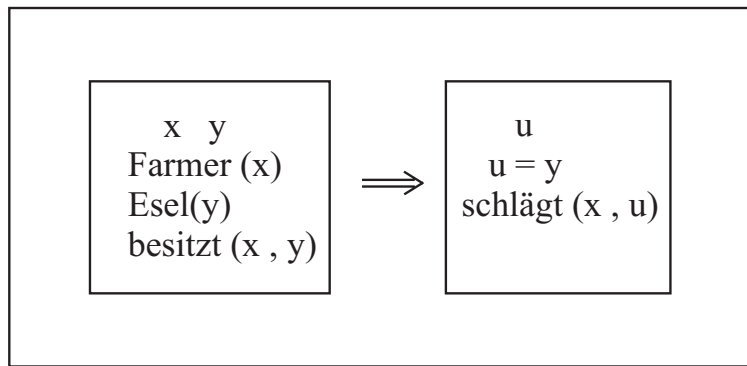 x y
Farmer (x)
Esel(y)
besitzt (x , y)
⇒
u
u = y
schlägt (x , u)